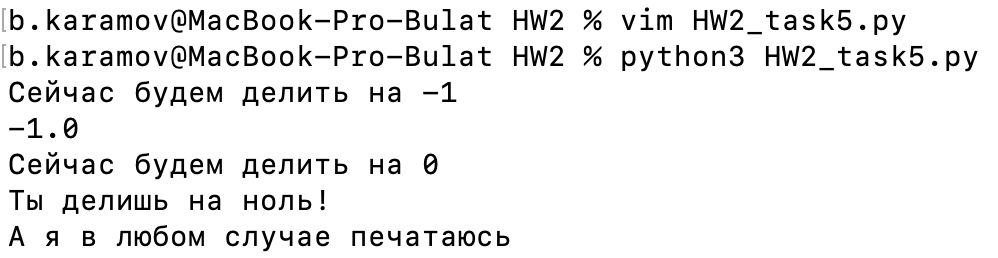 [b.karamov@MacBook-Pro-Bulat HW2 % vim HW2_task5.py
[b.karamov@MacBook-Pro-Bulat HW2 % python3 HW2_task5.py
Сейчас будем делить на -1
-1.0
Сейчас будем делить на 0
Ты делишь на ноль!
А я в любом случае печатаюсь